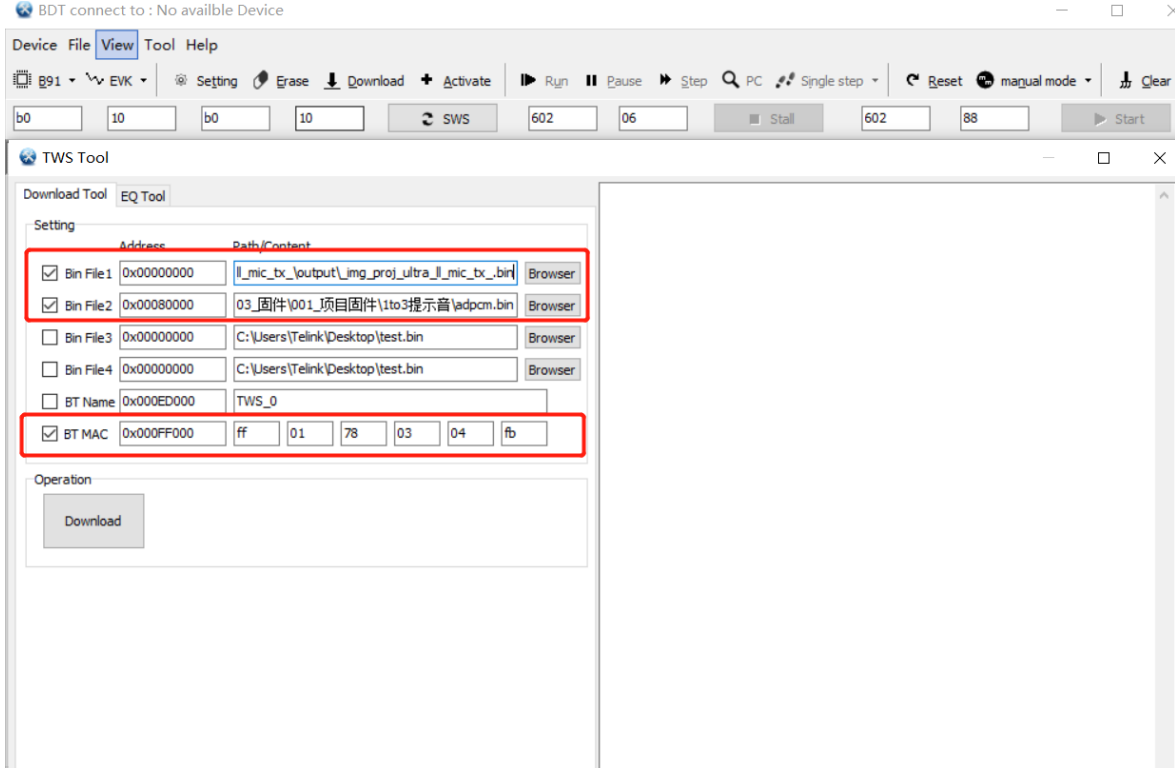 BDT connect to : No availble Device
Device File View Tool Help
B91 EVK Setting Erase Download Activate Run Pause Step PC Single step Reset manual mode Clear
b0 10 b0 10 SWS 602 06 Stall 602 88 Start
TWS Tool
Download Tool EQ Tool
Setting
Address Path/Content
Bin File1 0x00000000 ll_mic_tx_\output\_img_proj_ultra_ll_mic_tx_.bin Browser
Bin File2 0x00080000 03_固件\001_项目固件\1to3提示音\adpcm.bin Browser
Bin File3 0x00000000 C:\Users\Telink\Desktop\test.bin Browser
Bin File4 0x00000000 C:\Users\Telink\Desktop\test.bin Browser
BT Name 0x000ED000 TWS_0
BT MAC 0x000FF000 ff 01 78 03 04 fb
Operation
Download